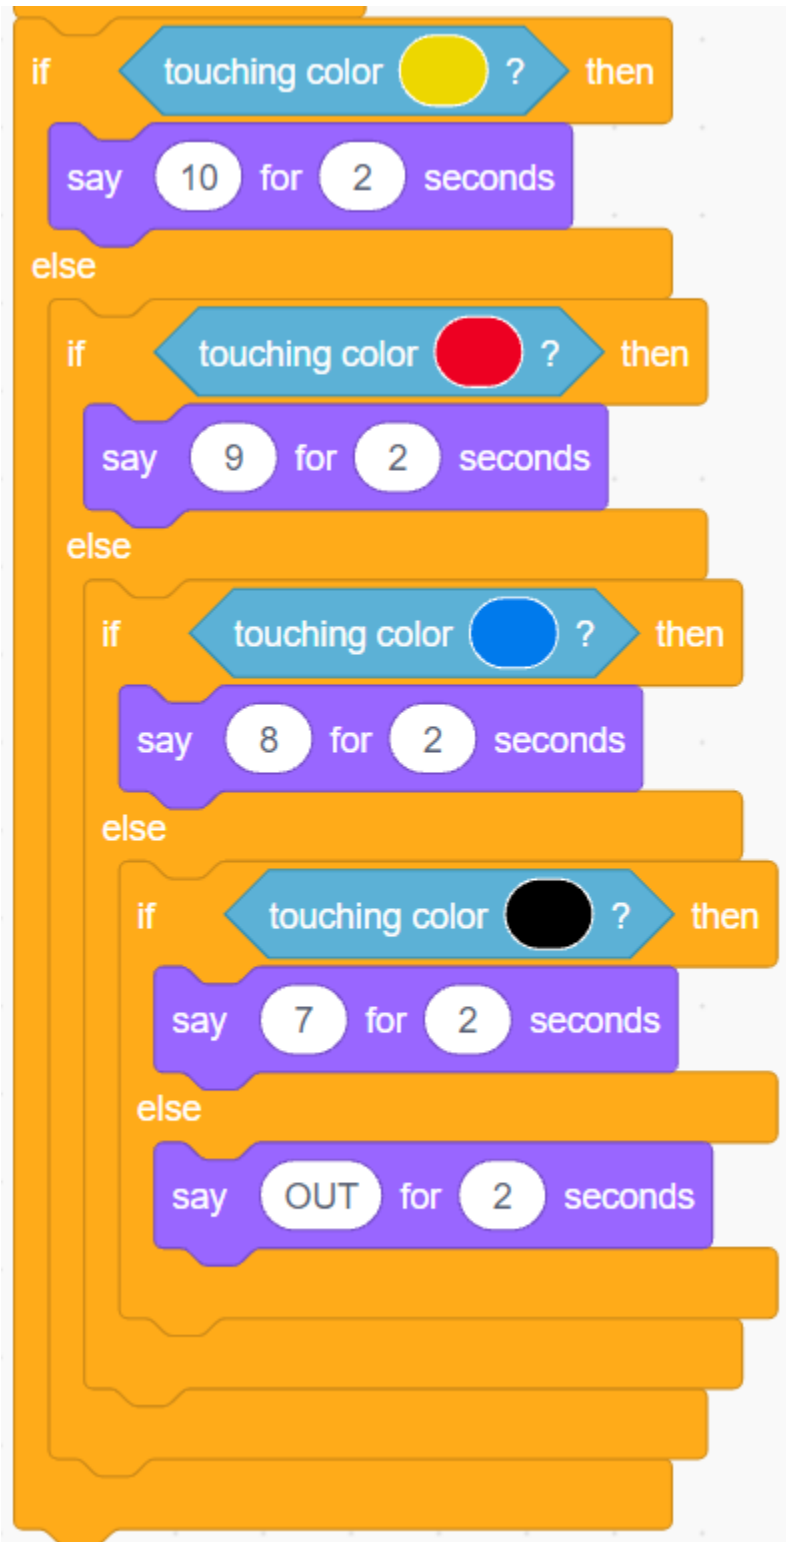 if touching color ? then
say 10 for 2 seconds
else
if touching color ? then
say 9 for 2 seconds
else
if touching color ? then
say 8 for 2 seconds
else
if touching color ? then
say 7 for 2 seconds
else
say OUT for 2 seconds